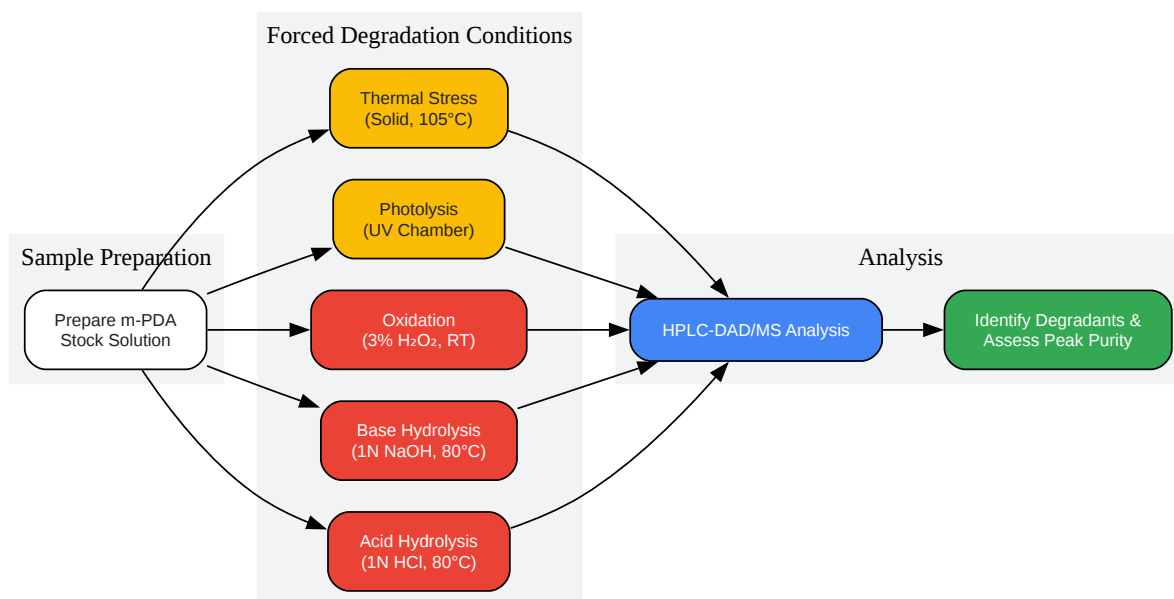 Forced Degradation Conditions
Thermal Stress
(Solid, 105°C)
Photolysis
(UV Chamber)
Sample Preparation
Analysis
Prepare m-PDA
Stock Solution
Oxidation
(3% H₂O₂, RT)
HPLC-DAD/MS Analysis
Identify Degradants &
Assess Peak Purity
Base Hydrolysis
(1N NaOH, 80°C)
Acid Hydrolysis
(1N HCl, 80°C)